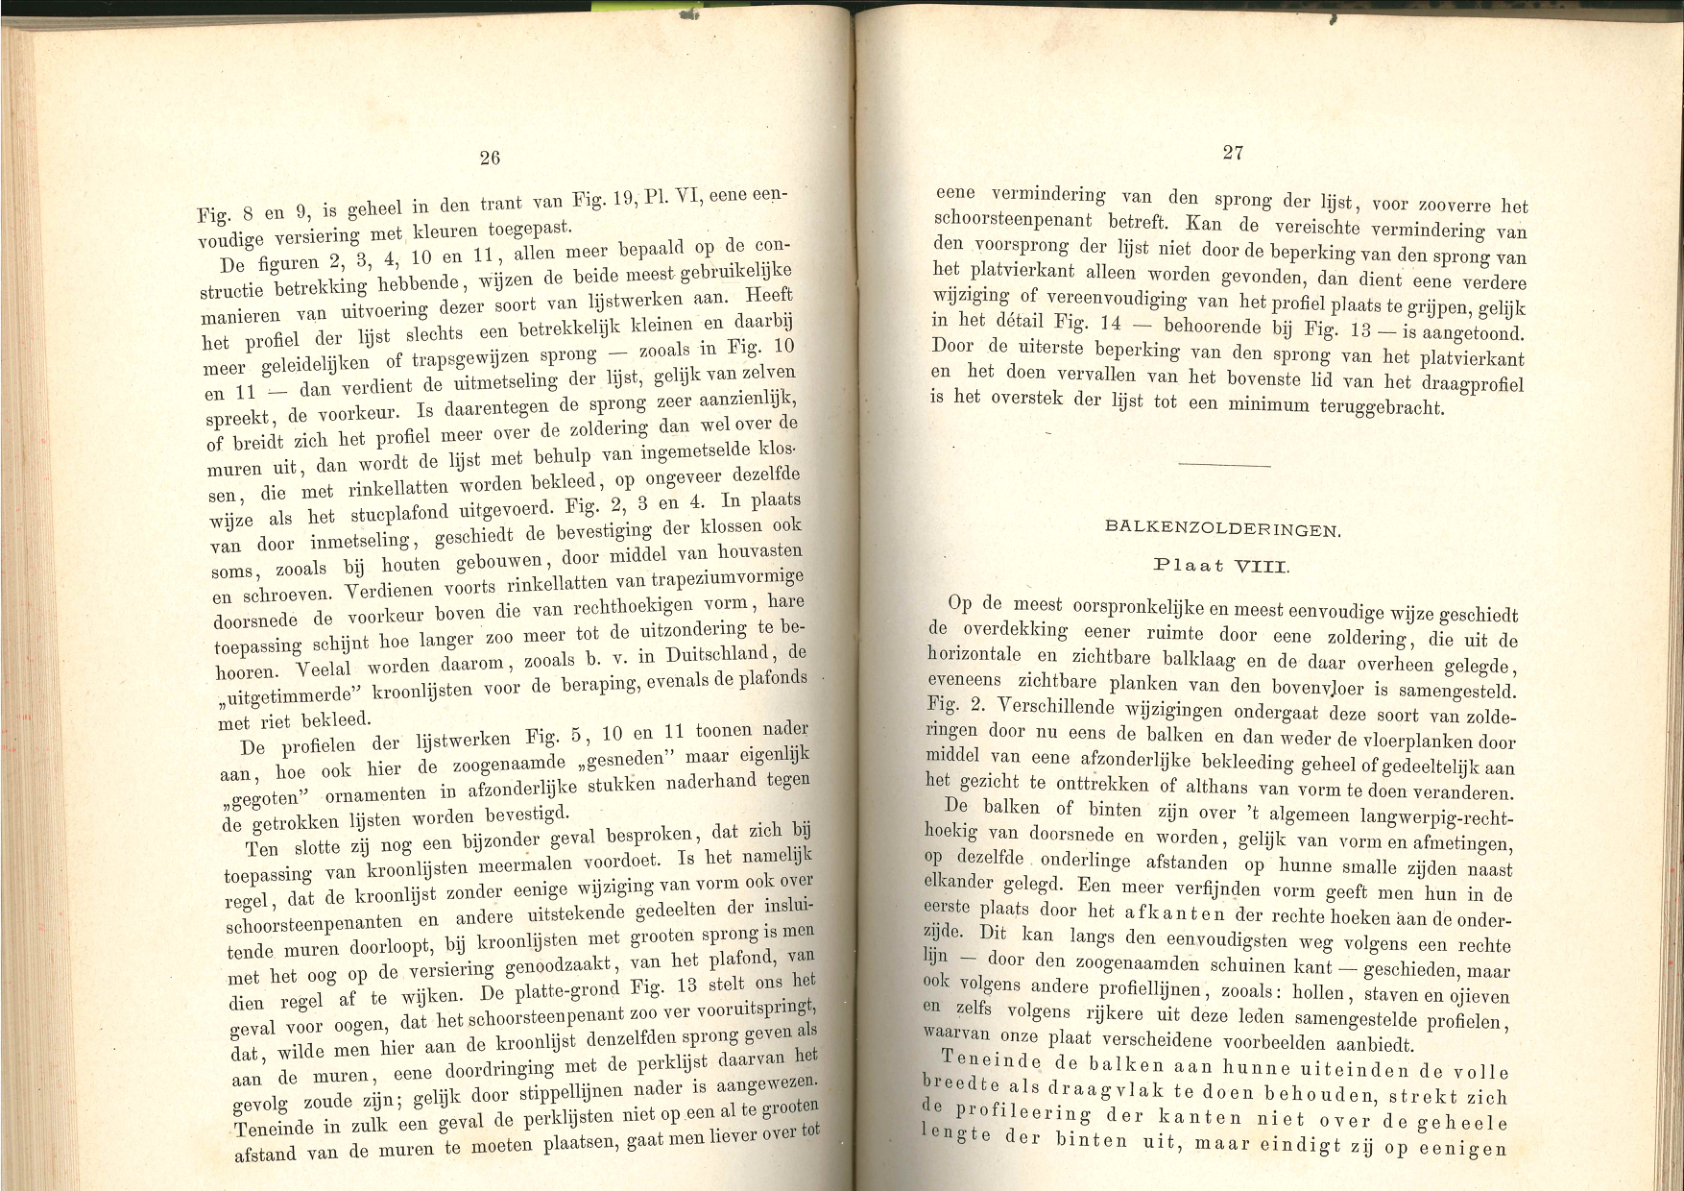 26
Fig. 8 en 9, is geheel in den trant van Fig. 19, Pl. VI, eene een-
voudige versiering met kleuren toegepast.
De figuren 2, 3, 4, 10 en 11, allen meer bepaald op de con-
structie betrekking hebbende, wijzen de beide meest gebruikelijke
manieren van uitvoering dezer soort van lijstwerken aan. Heeft
het profiel der lijst slechts een betrekkelijk kleinen en daarbij
meer geleidelijken of trapsgewijzen sprong — zooals in Fig. 10
en 11 — dan verdient de uitmetseling der lijst, gelijk van zelven
spreekt, de voorkeur. Is daarentegen de sprong zeer aanzienlijk,
of breidt zich het profiel meer over de zoldering dan wel over de
muren uit, dan wordt de lijst met behulp van ingemetselde klos-
sen, die met rinkellatten worden bekleed, op ongeveer dezelfde
wijze als het stucplafond uitgevoerd. Fig. 2, 3 en 4. In plaats
van door inmetseling, geschiedt de bevestiging der klossen ook
soms, zooals bij houten gebouwen, door middel van houvasten
en schroeven. Verdienen voorts rinkellatten van trapeziumvormige
doorsnede de voorkeur boven die van rechthoekigen vorm, hare
toepassing schijnt hoe langer zoo meer tot de uitzondering te be-
hooren. Veelal worden daarom, zooals b. v. in Duitschland, de
„uitgetimmerde” kroonlijsten voor de beraping, evenals de plafonds
met riet bekleed.
De profielen der lijstwerken Fig. 5, 10 en 11 toonen nader
aan, hoe ook hier de zoogenaamde „gesneden” maar eigenlijk
„gegoten” ornamenten in afzonderlijke stukken naderhand tegen
de getrokken lijsten worden bevestigd.
Ten slotte zij nog een bijzonder geval besproken, dat zich bij
toepassing van kroonlijsten meermalen voordoet. Is het namelijk
regel, dat de kroonlijst zonder eenige wijziging van vorm ook over
schoorsteenpenanten en andere uitstekende gedeelten der inslui-
tende muren doorloopt, bij kroonlijsten met grooten sprong is men
met het oog op de versiering genoodzaakt, van het plafond, van
dien regel af te wijken. De platte-grond Fig. 13 stelt ons het
geval voor oogen, dat het schoorsteenpenant zoo ver vooruitspringt,
dat, wilde men hier aan de kroonlijst denzelfden sprong geven als
aan de muren, eene doordringing met de perklijst daarvan het
gevolg zoude zijn; gelijk door stippellijnen nader is aangewezen.
Teneinde in zulk een geval de perklijsten niet op een al te grooten
afstand van de muren te moeten plaatsen, gaat men liever over tot
27
eene vermindering van den sprong der lijst, voor zooverre het
schoorsteenpenant betreft. Kan de vereischte vermindering van
den voorsprong der lijst niet door de beperking van den sprong van
het platvierkant alleen worden gevonden, dan dient eene verdere
wijziging of vereenvoudiging van het profiel plaats te grijpen, gelijk
in het détail Fig. 14 — behoorende bij Fig. 13 — is aangetoond.
Door de uiterste beperking van den sprong van het platvierkant
en het doen vervallen van het bovenste lid van het draagprofiel
is het overstek der lijst tot een minimum teruggebracht.
BALKENZOLDERINGEN.
Plaat VIII.
Op de meest oorspronkelijke en meest eenvoudige wijze geschiedt
de overdekking eener ruimte door eene zoldering, die uit de
horizontale en zichtbare balklaag en de daar overheen gelegde,
eveneens zichtbare planken van den bovenvloer is samengesteld.
Fig. 2. Verschillende wijzigingen ondergaat deze soort van zolde-
ringen door nu eens de balken en dan weder de vloerplanken door
middel van eene afzonderlijke bekleeding geheel of gedeeltelijk aan
het gezicht te onttrekken of althans van vorm te doen veranderen.
De balken of binten zijn over 't algemeen langwerpig-recht-
hoekig van doorsnede en worden, gelijk van vorm en afmetingen,
op dezelfde onderlinge afstanden op hunne smalle zijden naast
elkander gelegd. Een meer verfijnden vorm geeft men hun in de
eerste plaats door het afkanten der rechte hoeken aan de onder-
zijde. Dit kan langs den eenvoudigsten weg volgens een rechte
lijn — door den zoogenaamden schuinen kant — geschieden, maar
ook volgens andere profiellijnen, zooals: hollen, staven en ojieven
en zelfs volgens rijkere uit deze leden samengestelde profielen,
waarvan onze plaat verscheidene voorbeelden aanbiedt.
Teneinde de balken aan hunne uiteinden de volle
breedte als draagvlak te doen behouden, strekt zich
de profileering der kanten niet over de geheele
lengte der binten uit, maar eindigt zij op eenigen